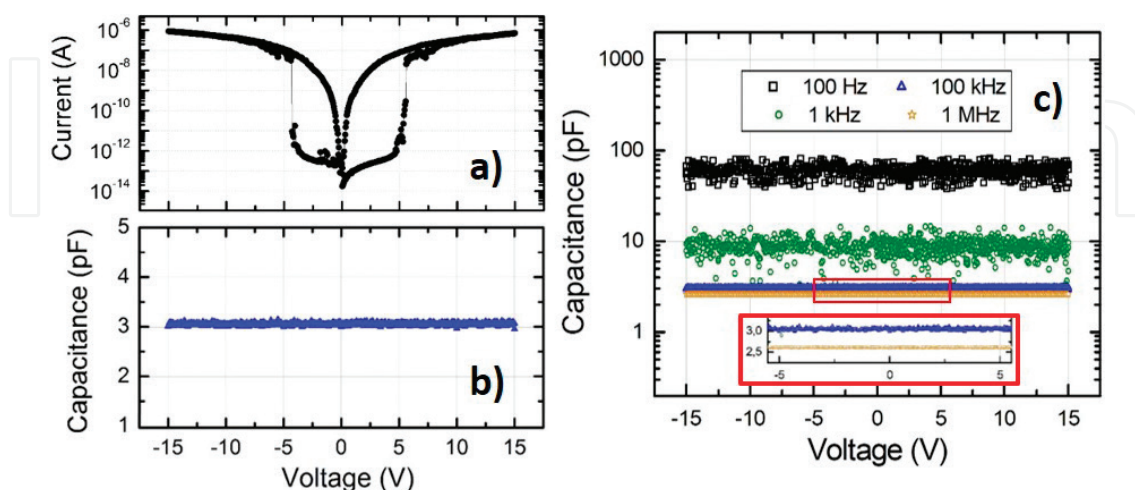 10⁻⁶
10⁻⁸
10⁻¹⁰
10⁻¹²
10⁻¹⁴
Current (A)
a)
5
4
3
2
1
Capacitance (pF)
b)
-15 -10 -5 0 5 10 15
Voltage (V)
1000
100
10
1
Capacitance (pF)
100 Hz 100 kHz
1 kHz 1 MHz
c)
3,0
2,5
-5 0 5
-15 -10 -5 0 5 10 15
Voltage (V)